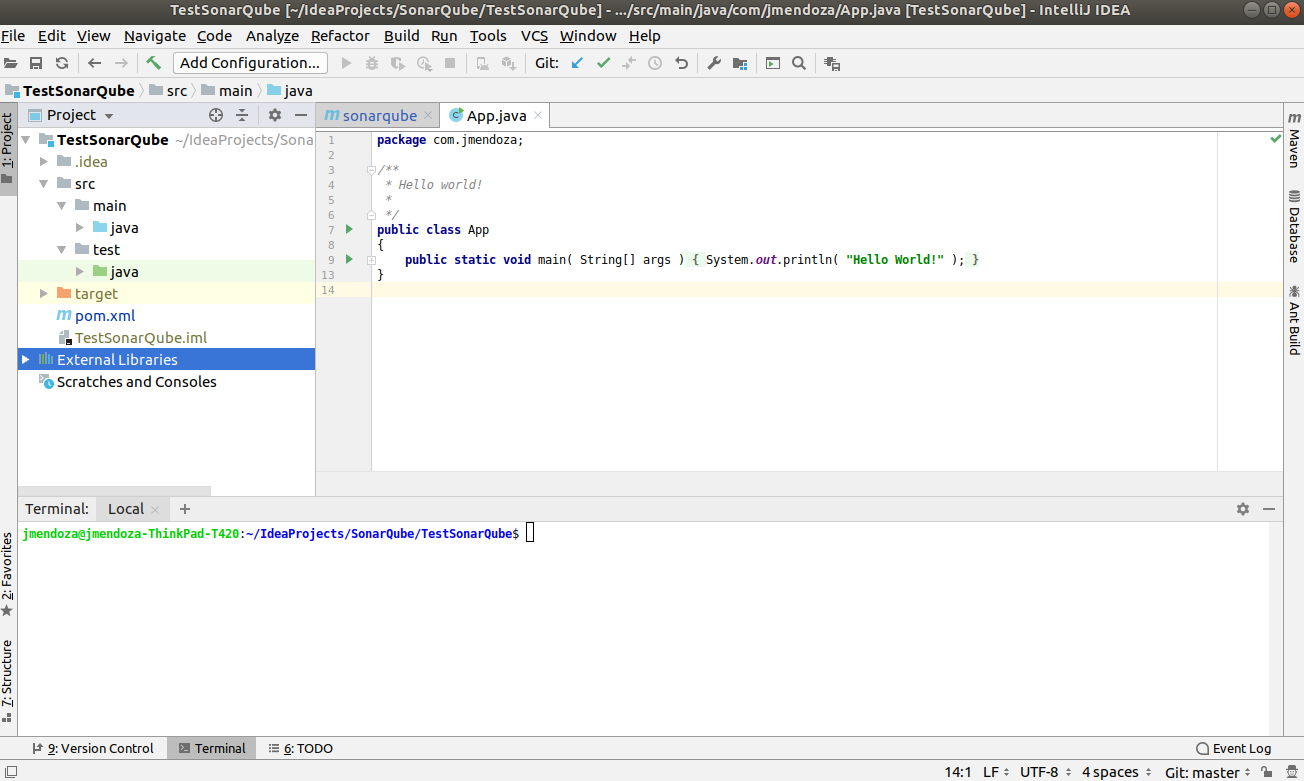 TestSonarQube [~/IdeaProjects/SonarQube/TestSonarQube] - .../src/main/java/com/jmendoza/App.java [TestSonarQube] - IntelliJ IDEA
File Edit View Navigate Code Analyze Refactor Build Run Tools VCS Window Help
Add Configuration... Git:
TestSonarQube src main java
1: Project
Project
TestSonarQube ~/IdeaProjects/Sona
.idea
src
main
java
test
java
target
pom.xml
TestSonarQube.iml
External Libraries
Scratches and Consoles
sonarqube App.java
1 package com.jmendoza;
2
3 /**
4 * Hello world!
5 *
6 */
7 public class App
8 {
9 public static void main( String[] args ) { System.out.println( "Hello World!" ); }
13 }
14
Maven
Database
Ant Build
Terminal: Local +
jmendoza@jmendoza-ThinkPad-T420:~/IdeaProjects/SonarQube/TestSonarQube$
2: Favorites
7: Structure
9: Version Control Terminal 6: TODO Event Log
14:1 LF UTF-8 4 spaces Git: master